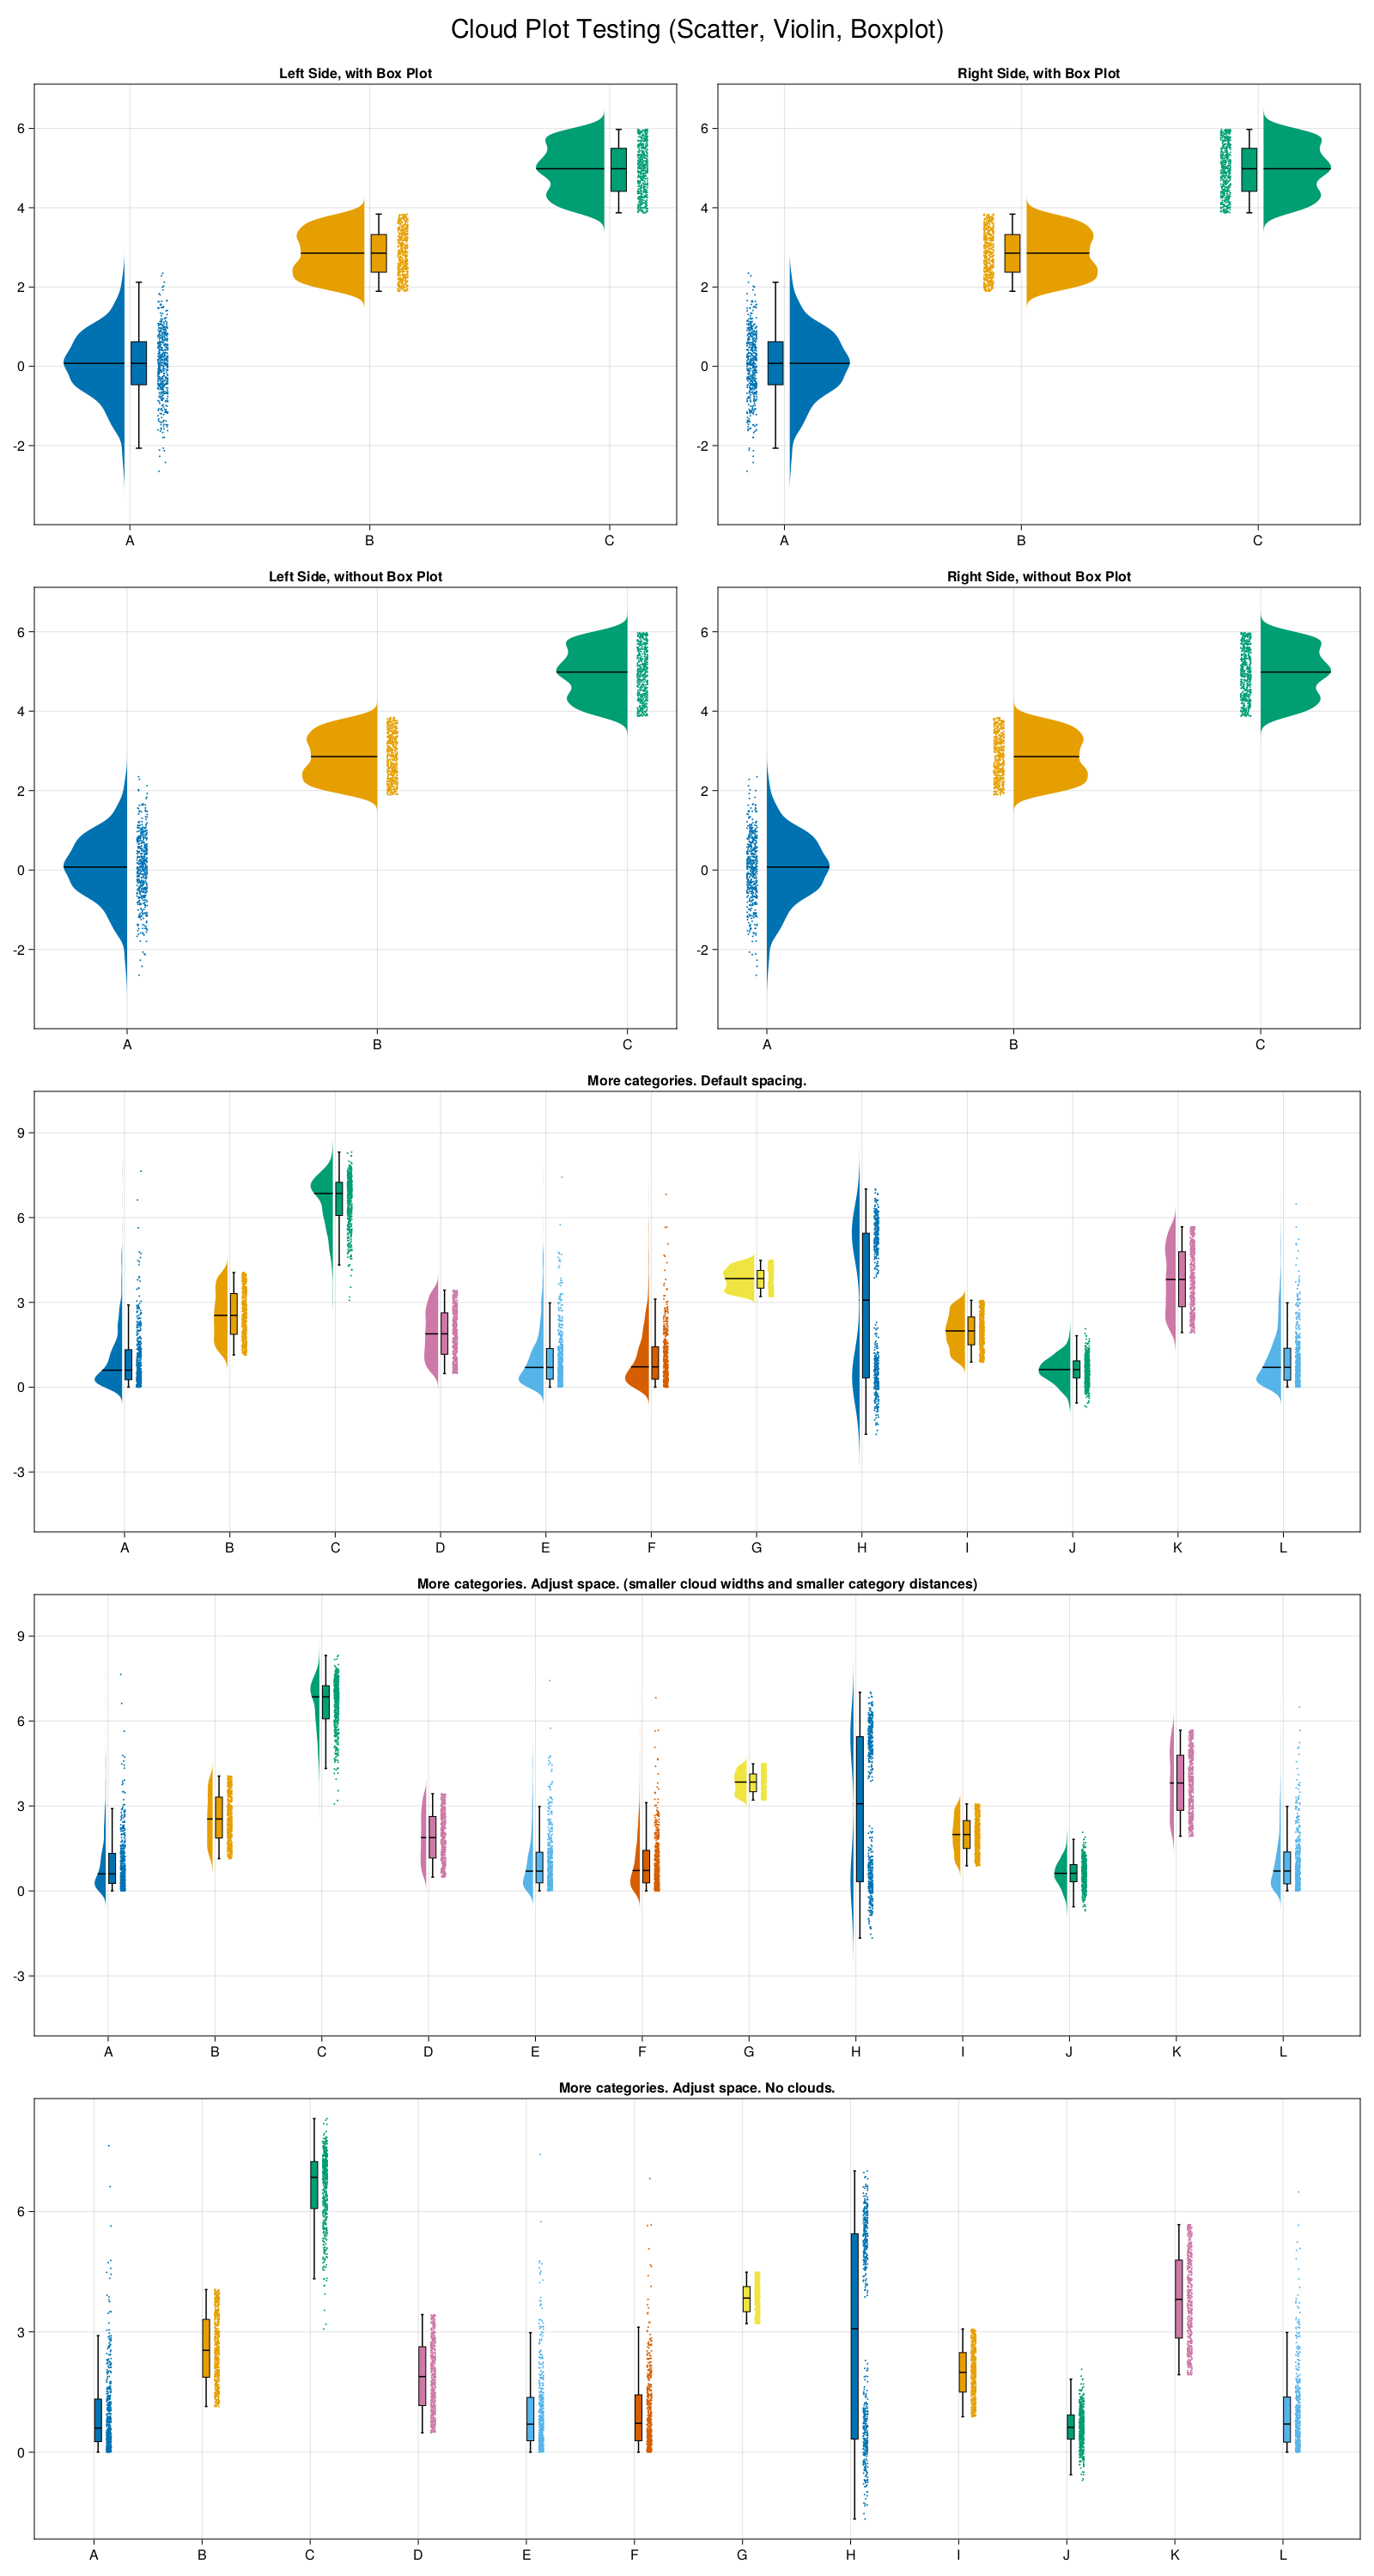 Cloud Plot Testing (Scatter, Violin, Boxplot)
Left Side, with Box Plot
6
4
2
0
-2
A B C
Right Side, with Box Plot
6
4
2
0
-2
A B C
Left Side, without Box Plot
6
4
2
0
-2
A B C
Right Side, without Box Plot
6
4
2
0
-2
A B C
More categories. Default spacing.
9
6
3
0
-3
A B C D E F G H I J K L
More categories. Adjust space. (smaller cloud widths and smaller category distances)
9
6
3
0
-3
A B C D E F G H I J K L
More categories. Adjust space. No clouds.
6
3
0
A B C D E F G H I J K L